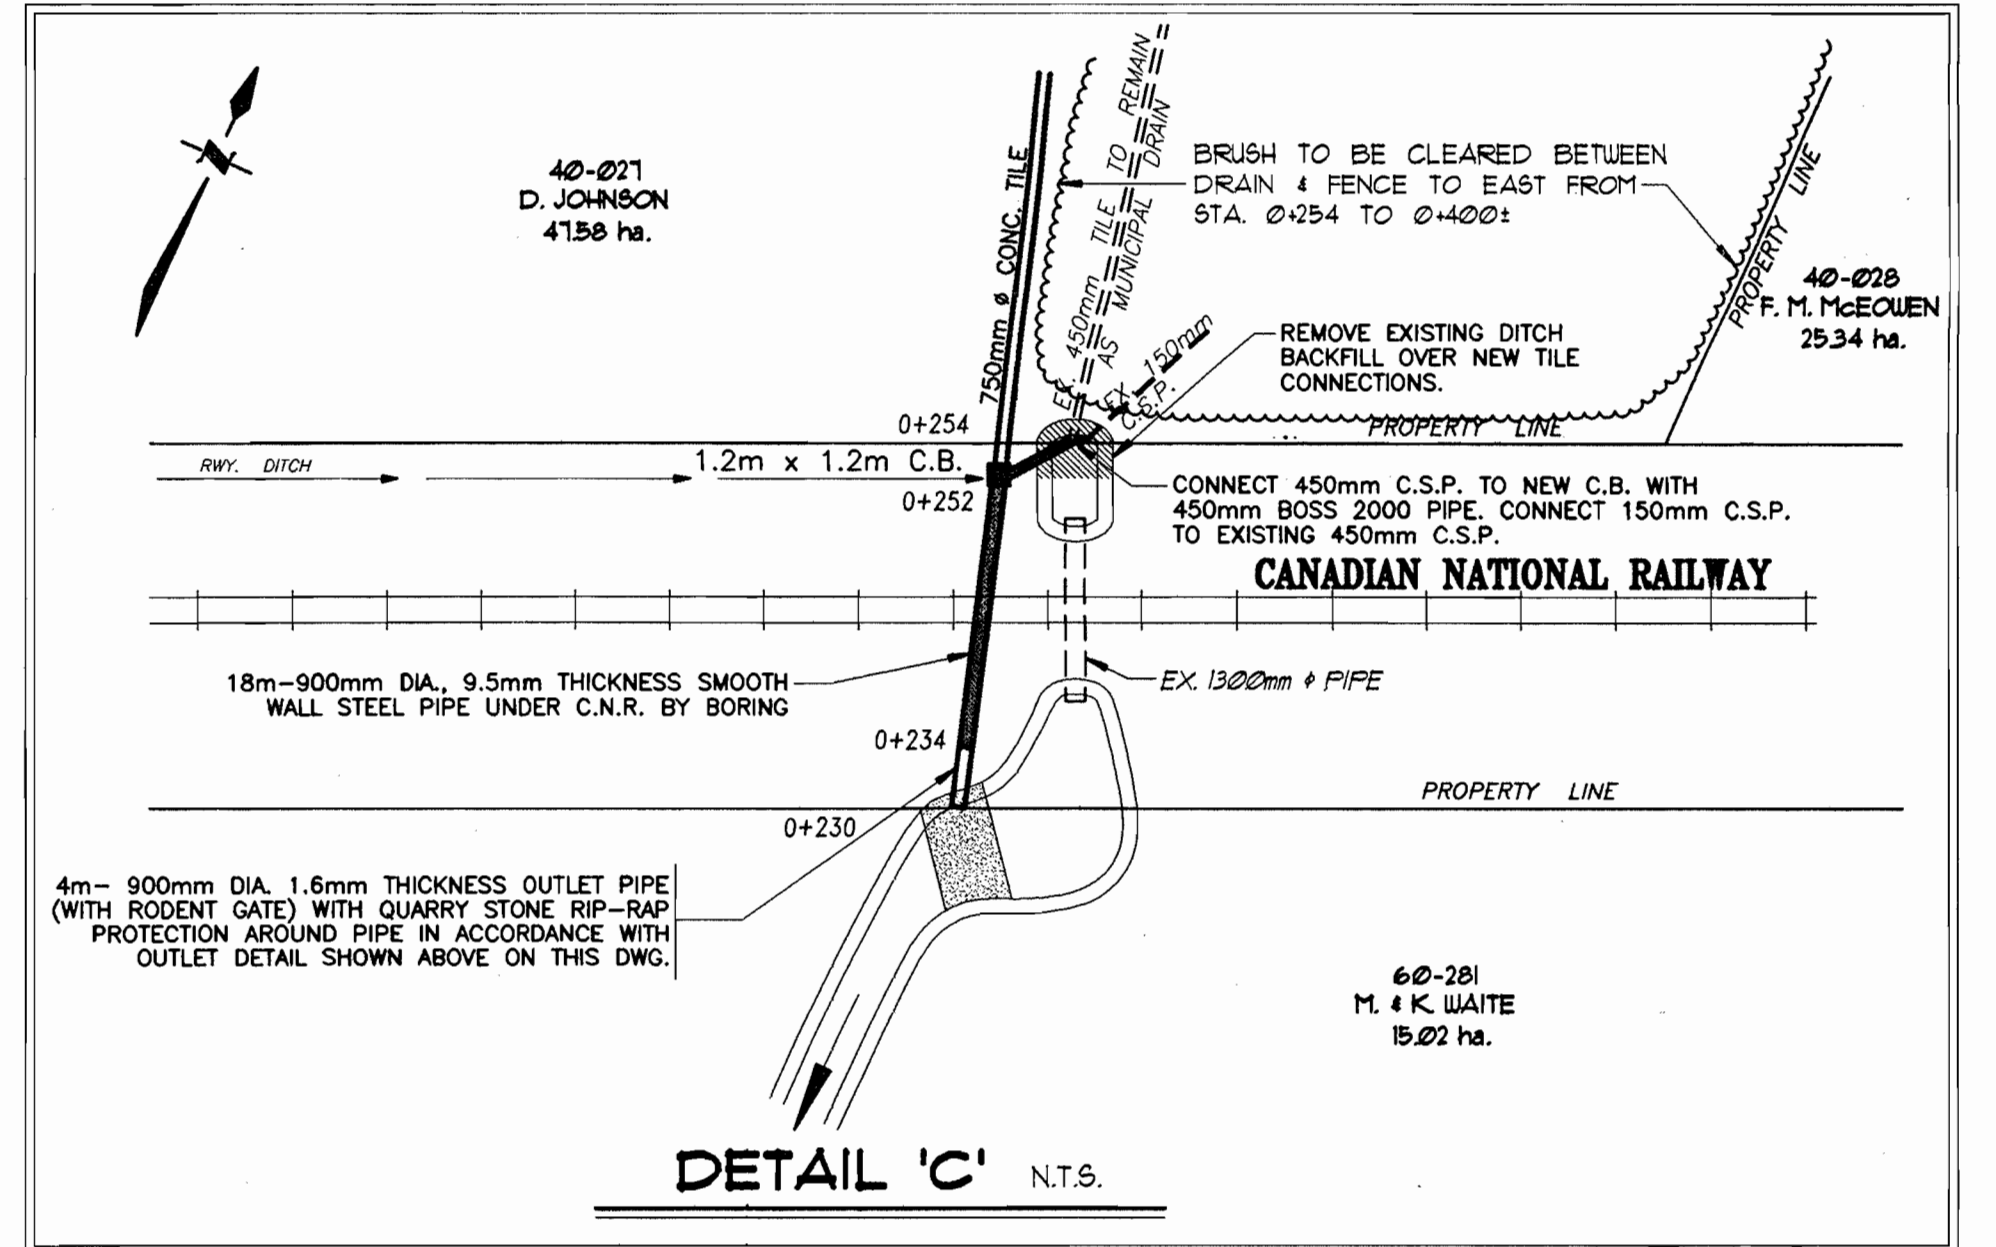 40-027
D. JOHNSON
47.58 ha.
750mm ø CONC. TILE
EX. 450mm TILE TO REMAIN
AS MUNICIPAL DRAIN
BRUSH TO BE CLEARED BETWEEN
DRAIN & FENCE TO EAST FROM
STA. 0+254 TO 0+400±
PROPERTY LINE
40-028
F. M. McEOWEN
25.34 ha.
EX. 150mm
C.S.P.
REMOVE EXISTING DITCH
BACKFILL OVER NEW TILE
CONNECTIONS.
0+254
PROPERTY LINE
RWY. DITCH
1.2m x 1.2m C.B.
0+252
CONNECT 450mm C.S.P. TO NEW C.B. WITH
450mm BOSS 2000 PIPE. CONNECT 150mm C.S.P.
TO EXISTING 450mm C.S.P.
CANADIAN NATIONAL RAILWAY
18m-900mm DIA., 9.5mm THICKNESS SMOOTH
WALL STEEL PIPE UNDER C.N.R. BY BORING
EX. 1300mm ø PIPE
0+234
PROPERTY LINE
0+230
4m- 900mm DIA. 1.6mm THICKNESS OUTLET PIPE
(WITH RODENT GATE) WITH QUARRY STONE RIP-RAP
PROTECTION AROUND PIPE IN ACCORDANCE WITH
OUTLET DETAIL SHOWN ABOVE ON THIS DWG.
60-281
M. & K. WAITE
15.02 ha.
DETAIL 'C' N.T.S.